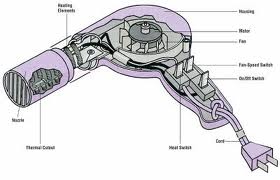 Heating
Elements
Housing
Motor
Fan
Fan-Speed Switch
On/Off Switch
Nozzle
Thermal Cutout
Heat Switch
Cord